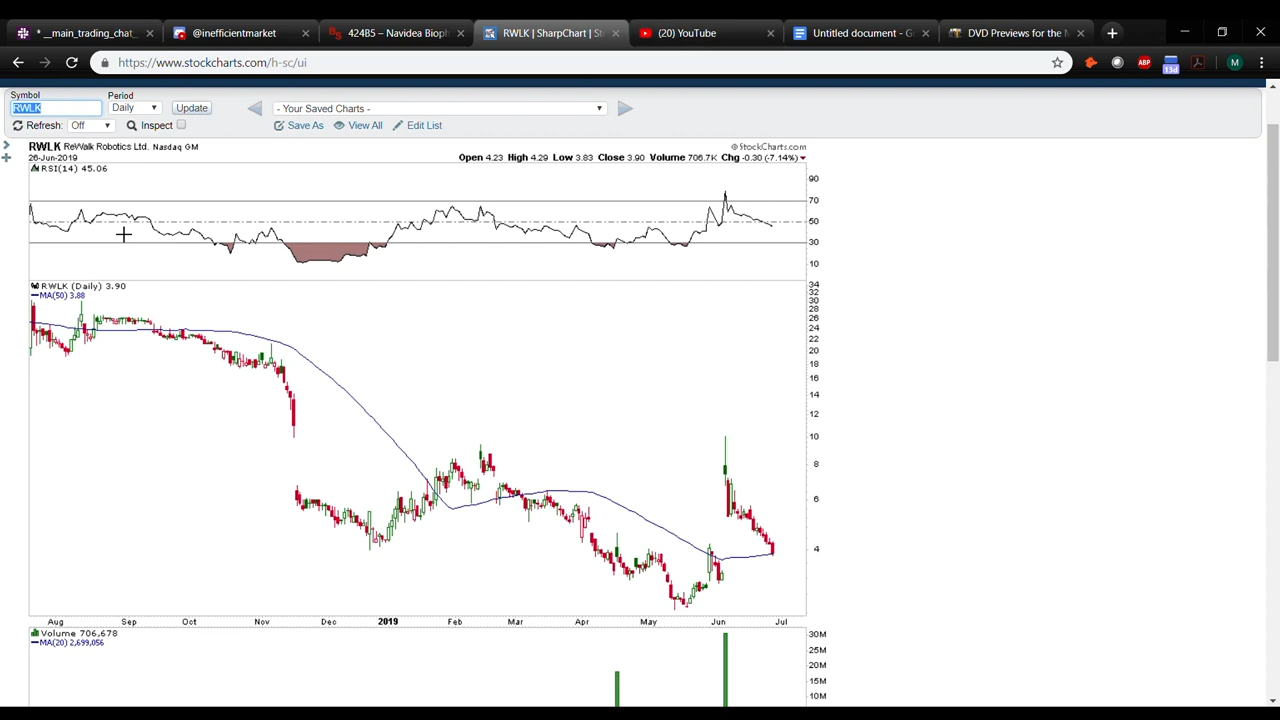 * __main_trading_chat_
@inefficientmarket
424B5 – Navidea Bioph
RWLK | SharpChart | St
(20) YouTube
Untitled document - G
DVD Previews for the M
https://www.stockcharts.com/h-sc/ui
ABP
13d
M
Symbol
Period
RWLK
Daily
Update
- Your Saved Charts -
Refresh: Off
Inspect
Save As
View All
Edit List
RWLK ReWalk Robotics Ltd. Nasdaq GM
© StockCharts.com
26-Jun-2019
Open 4.23 High 4.29 Low 3.83 Close 3.90 Volume 706.7K Chg -0.30 (-7.14%)
RSI(14) 45.06
90
70
50
30
10
RWLK (Daily) 3.90
MA(50) 3.88
34
32
30
28
26
24
22
20
18
16
14
12
10
8
6
4
Aug Sep Oct Nov Dec 2019 Feb Mar Apr May Jun Jul
Volume 706,678
MA(20) 2,699,056
30M
25M
20M
15M
10M